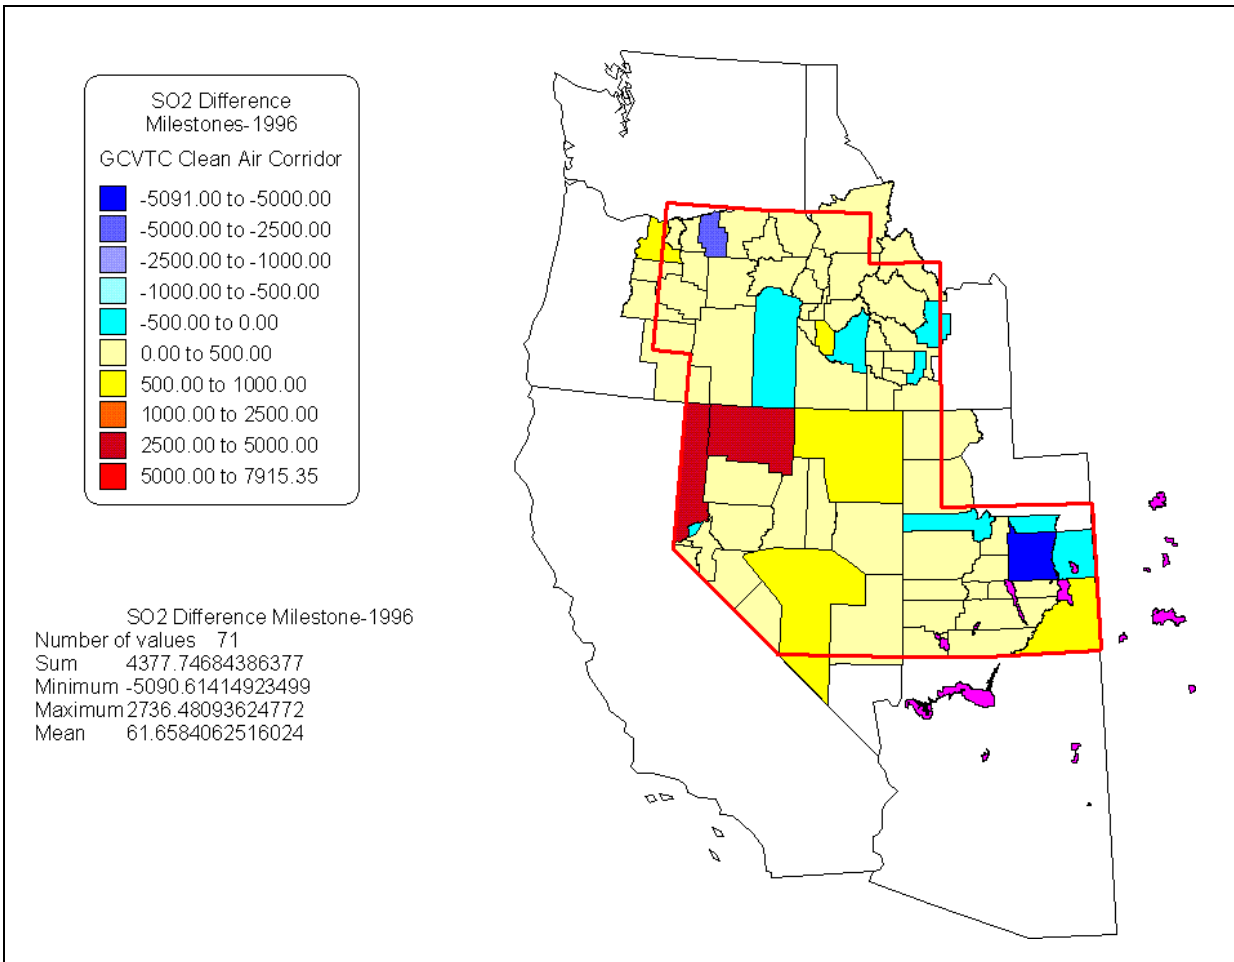 SO2 Difference
Milestones-1996
GCVTC Clean Air Corridor
-5091.00 to -5000.00
-5000.00 to -2500.00
-2500.00 to -1000.00
-1000.00 to -500.00
-500.00 to 0.00
0.00 to 500.00
500.00 to 1000.00
1000.00 to 2500.00
2500.00 to 5000.00
5000.00 to 7915.35
SO2 Difference Milestone-1996
Number of values 71
Sum 4377.74684386377
Minimum -5090.61414923499
Maximum 2736.48093624772
Mean 61.6584062516024